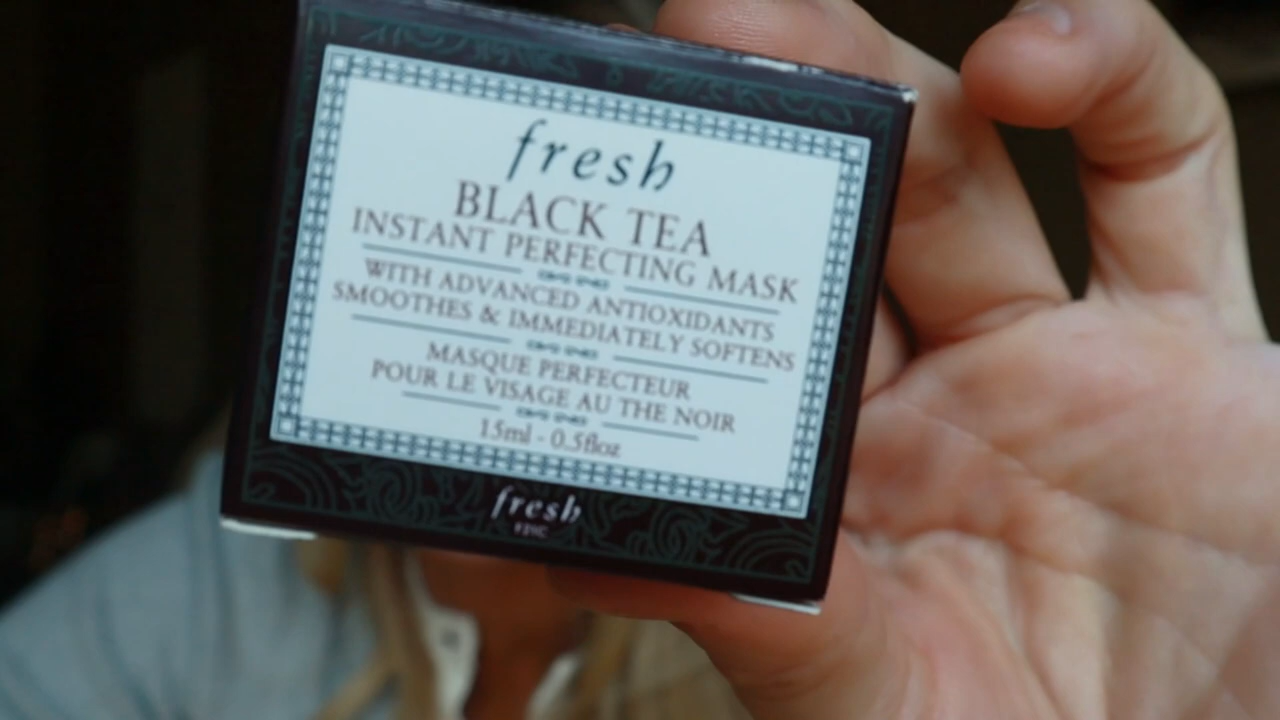 fresh
BLACK TEA
INSTANT PERFECTING MASK
WITH ADVANCED ANTIOXIDANTS
SMOOTHES & IMMEDIATELY SOFTENS
MASQUE PERFECTEUR
POUR LE VISAGE AU THE NOIR
15ml - 0.5floz
fresh